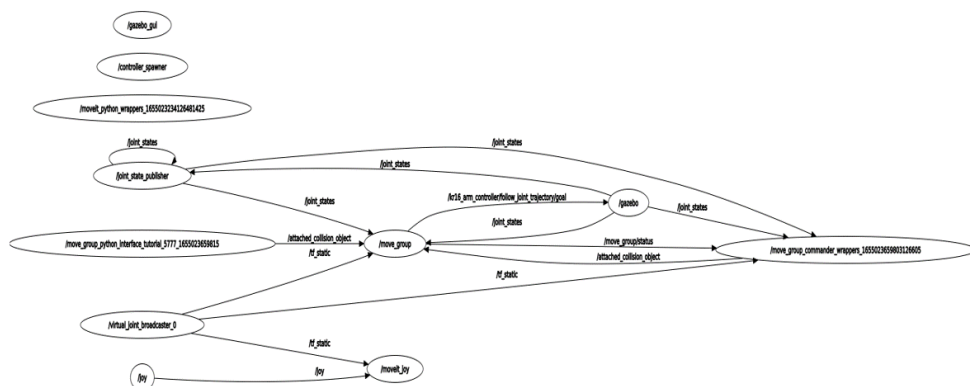 /gazebo_gui
/controller_spawner
/moveit_python_wrappers_1655023234126481425
/joint_states
/joint_states
/joint_states
/joint_state_publisher
/joint_states
/kr16_arm_controller/follow_joint_trajectory/goal
/gazebo
/joint_states
/joint_states
/move_group_python_interface_tutorial_5777_1655023659815
/attached_collision_object
/move_group
/move_group/status
/move_group_commander_wrappers_1655023659803126605
/tf_static
/attached_collision_object
/tf_static
/virtual_joint_broadcaster_0
/tf_static
/joy
/joy
/moveit_joy